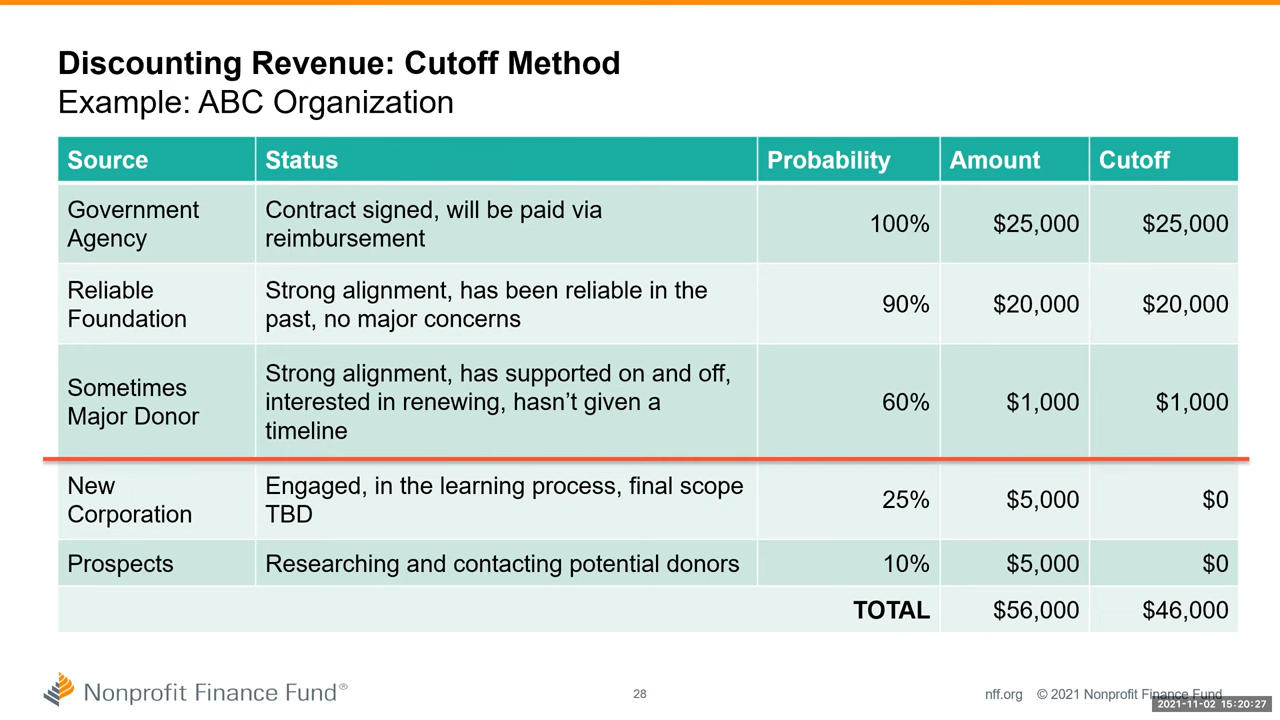 Discounting Revenue: Cutoff Method
Example: ABC Organization
Source Status Probability Amount Cutoff
Government Agency Contract signed, will be paid via reimbursement 100% $25,000 $25,000
Reliable Foundation Strong alignment, has been reliable in the past, no major concerns 90% $20,000 $20,000
Sometimes Major Donor Strong alignment, has supported on and off, interested in renewing, hasn’t given a timeline 60% $1,000 $1,000
New Corporation Engaged, in the learning process, final scope TBD 25% $5,000 $0
Prospects Researching and contacting potential donors 10% $5,000 $0
TOTAL $56,000 $46,000
Nonprofit Finance Fund®
28
nff.org © 2021 Nonprofit Finance Fund
2021-11-02 15:20:27